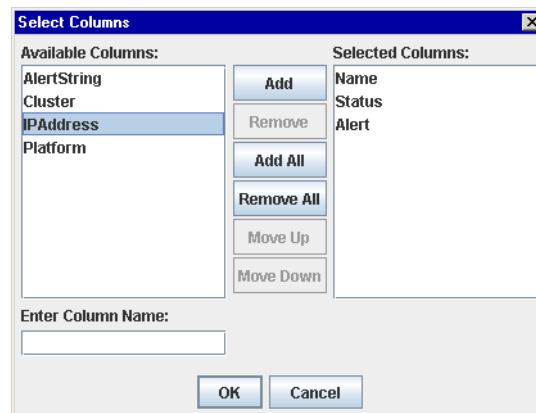 Select Columns
Available Columns:
AlertString
Cluster
IPAddress
Platform
Add
Remove
Add All
Remove All
Move Up
Move Down
Selected Columns:
Name
Status
Alert
Enter Column Name:
OK
Cancel